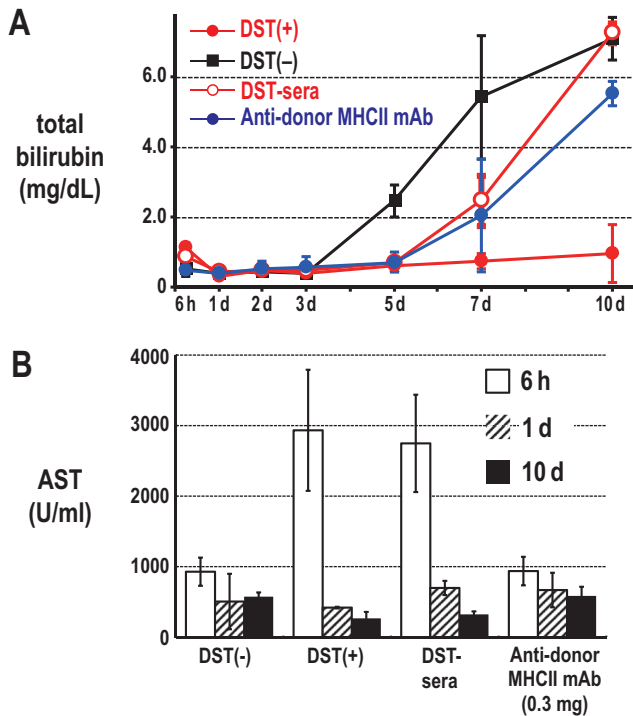 A
DST(+)
DST(–)
DST-sera
Anti-donor MHCII mAb
total
bilirubin
(mg/dL)
6.0
4.0
2.0
0
6 h 1 d 2 d 3 d 5 d 7 d 10 d
B
AST
(U/ml)
4000
3000
2000
1000
0
6 h
1 d
10 d
DST(-) DST(+) DST- Anti-donor
sera MHCII mAb
(0.3 mg)